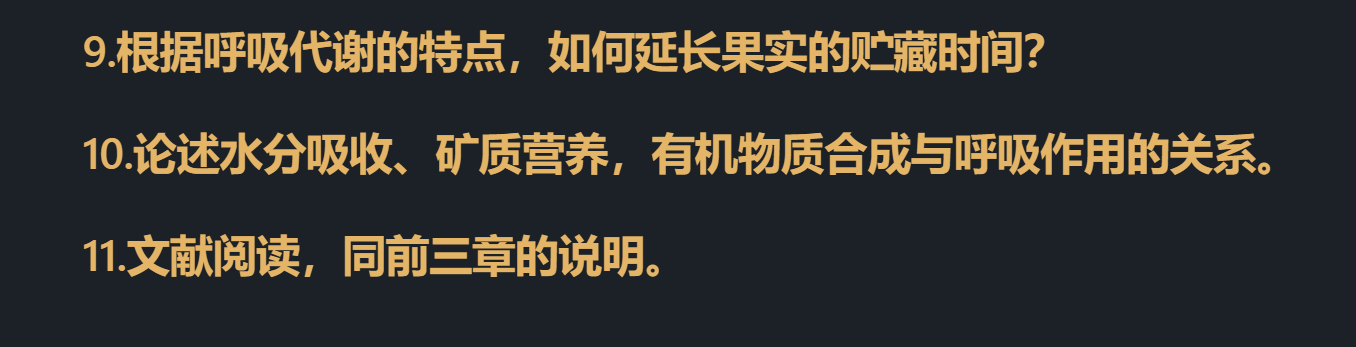 9.根据呼吸代谢的特点，如何延长果实的贮藏时间？
10.论述水分吸收、矿质营养，有机物质合成与呼吸作用的关系。
11.文献阅读，同前三章的说明。